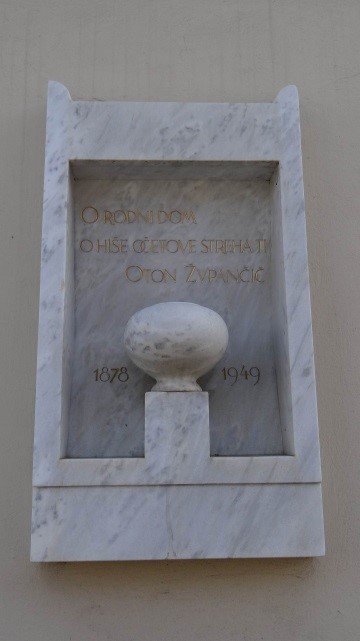 O RODNI DOM
O HIŠE OČETOVE STREHA TI
OTON ŽUPANČIČ
1878 1949